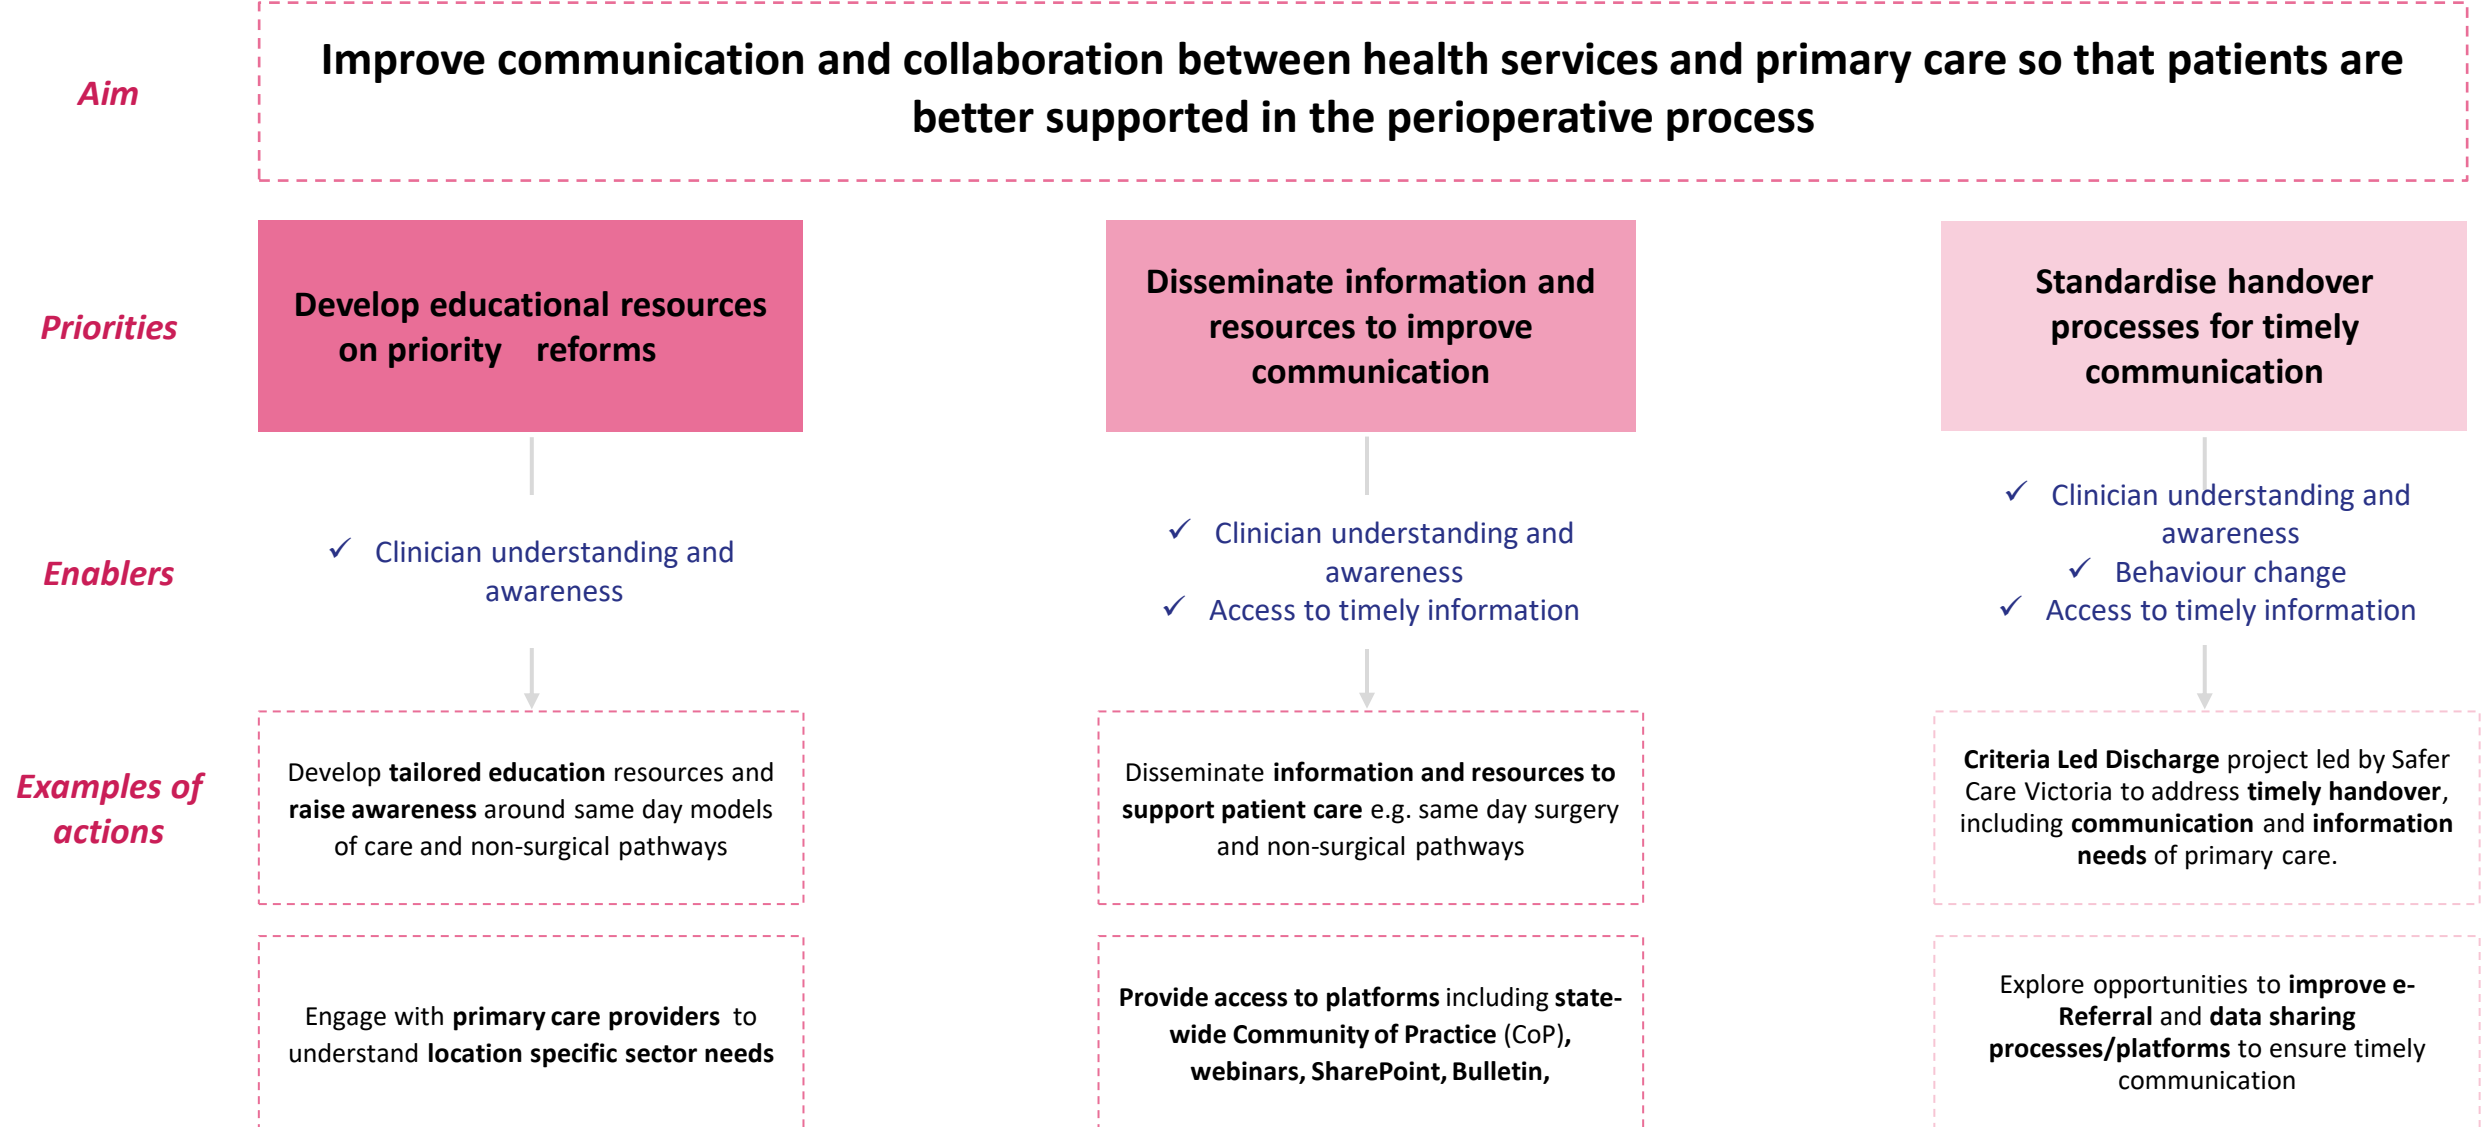 Aim
Improve communication and collaboration between health services and primary care so that patients are
better supported in the perioperative process
Priorities
Develop educational resources
on priority reforms
Disseminate information and
resources to improve
communication
Standardise handover
processes for timely
communication
Enablers
✓ Clinician understanding and
awareness
✓ Clinician understanding and
awareness
✓ Access to timely information
✓ Clinician understanding and
awareness
✓ Behaviour change
✓ Access to timely information
Examples of
actions
Develop tailored education resources and
raise awareness around same day models
of care and non-surgical pathways
Disseminate information and resources to
support patient care e.g. same day surgery
and non-surgical pathways
Criteria Led Discharge project led by Safer
Care Victoria to address timely handover,
including communication and information
needs of primary care.
Engage with primary care providers to
understand location specific sector needs
Provide access to platforms including state-
wide Community of Practice (CoP),
webinars, SharePoint, Bulletin,
Explore opportunities to improve e-
Referral and data sharing
processes/platforms to ensure timely
communication